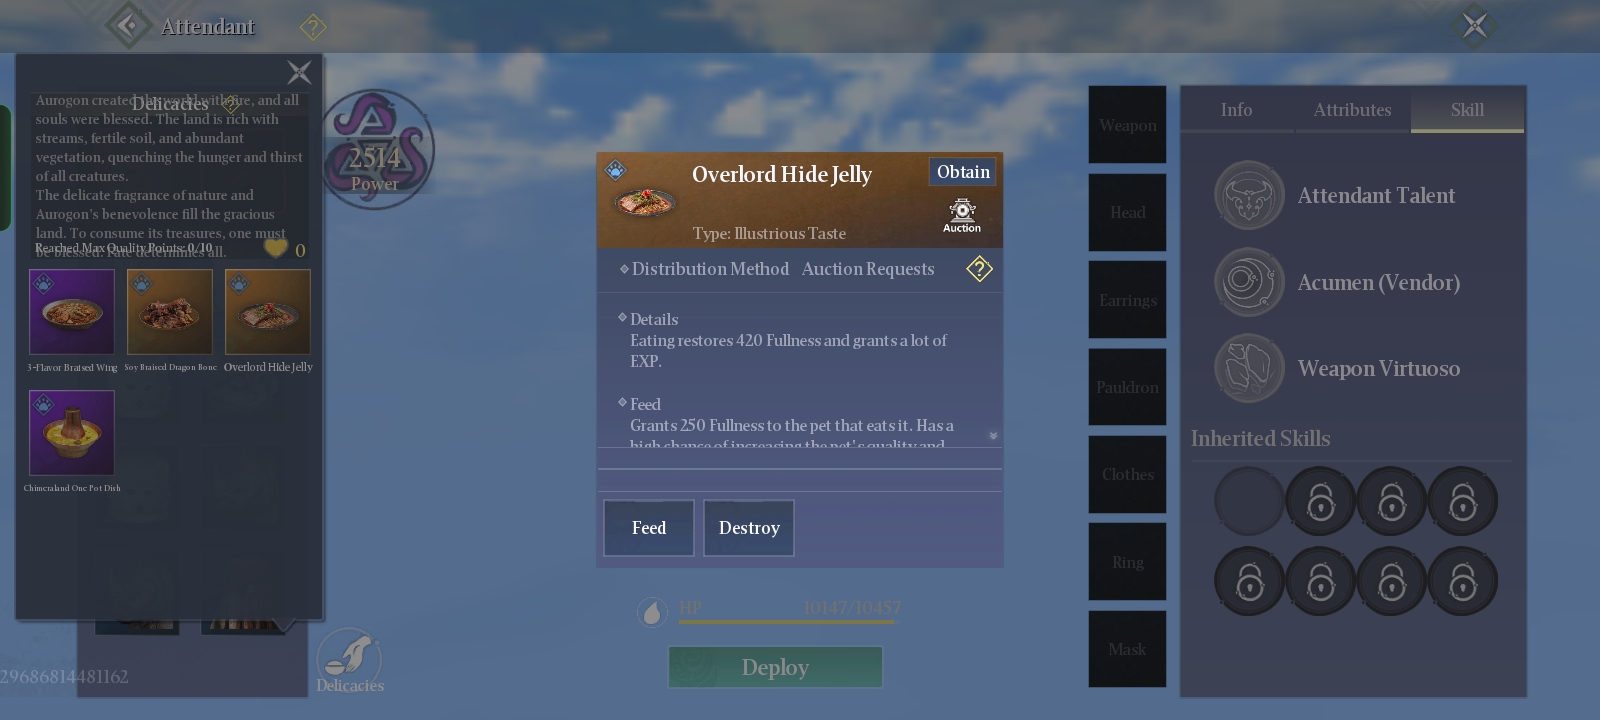 Attendant
?
Delicacies ?
Aurogon created the world with fire, and all
souls were blessed. The land is rich with
streams, fertile soil, and abundant
vegetation, quenching the hunger and thirst
of all creatures.
The delicate fragrance of nature and
Aurogon's benevolence fill the gracious
land. To consume its treasures, one must
be blessed. Fate determines all.
Reached Max Quality Points: 0/10
0
3-Flavor Braised Wing
Soy Braised Dragon Bone
Overlord Hide Jelly
Chimeraland One Pot Dish
29686814481162
2514
Power
Delicacies
Overlord Hide Jelly
Obtain
Auction
Type: Illustrious Taste
Distribution Method Auction Requests ?
Details
Eating restores 420 Fullness and grants a lot of
EXP.
Feed
Grants 250 Fullness to the pet that eats it. Has a
high chance of increasing the pet's quality and
Feed
Destroy
HP 10147/10457
Deploy
Weapon
Head
Earrings
Pauldron
Clothes
Ring
Mask
Info Attributes Skill
Attendant Talent
Acumen (Vendor)
Weapon Virtuoso
Inherited Skills